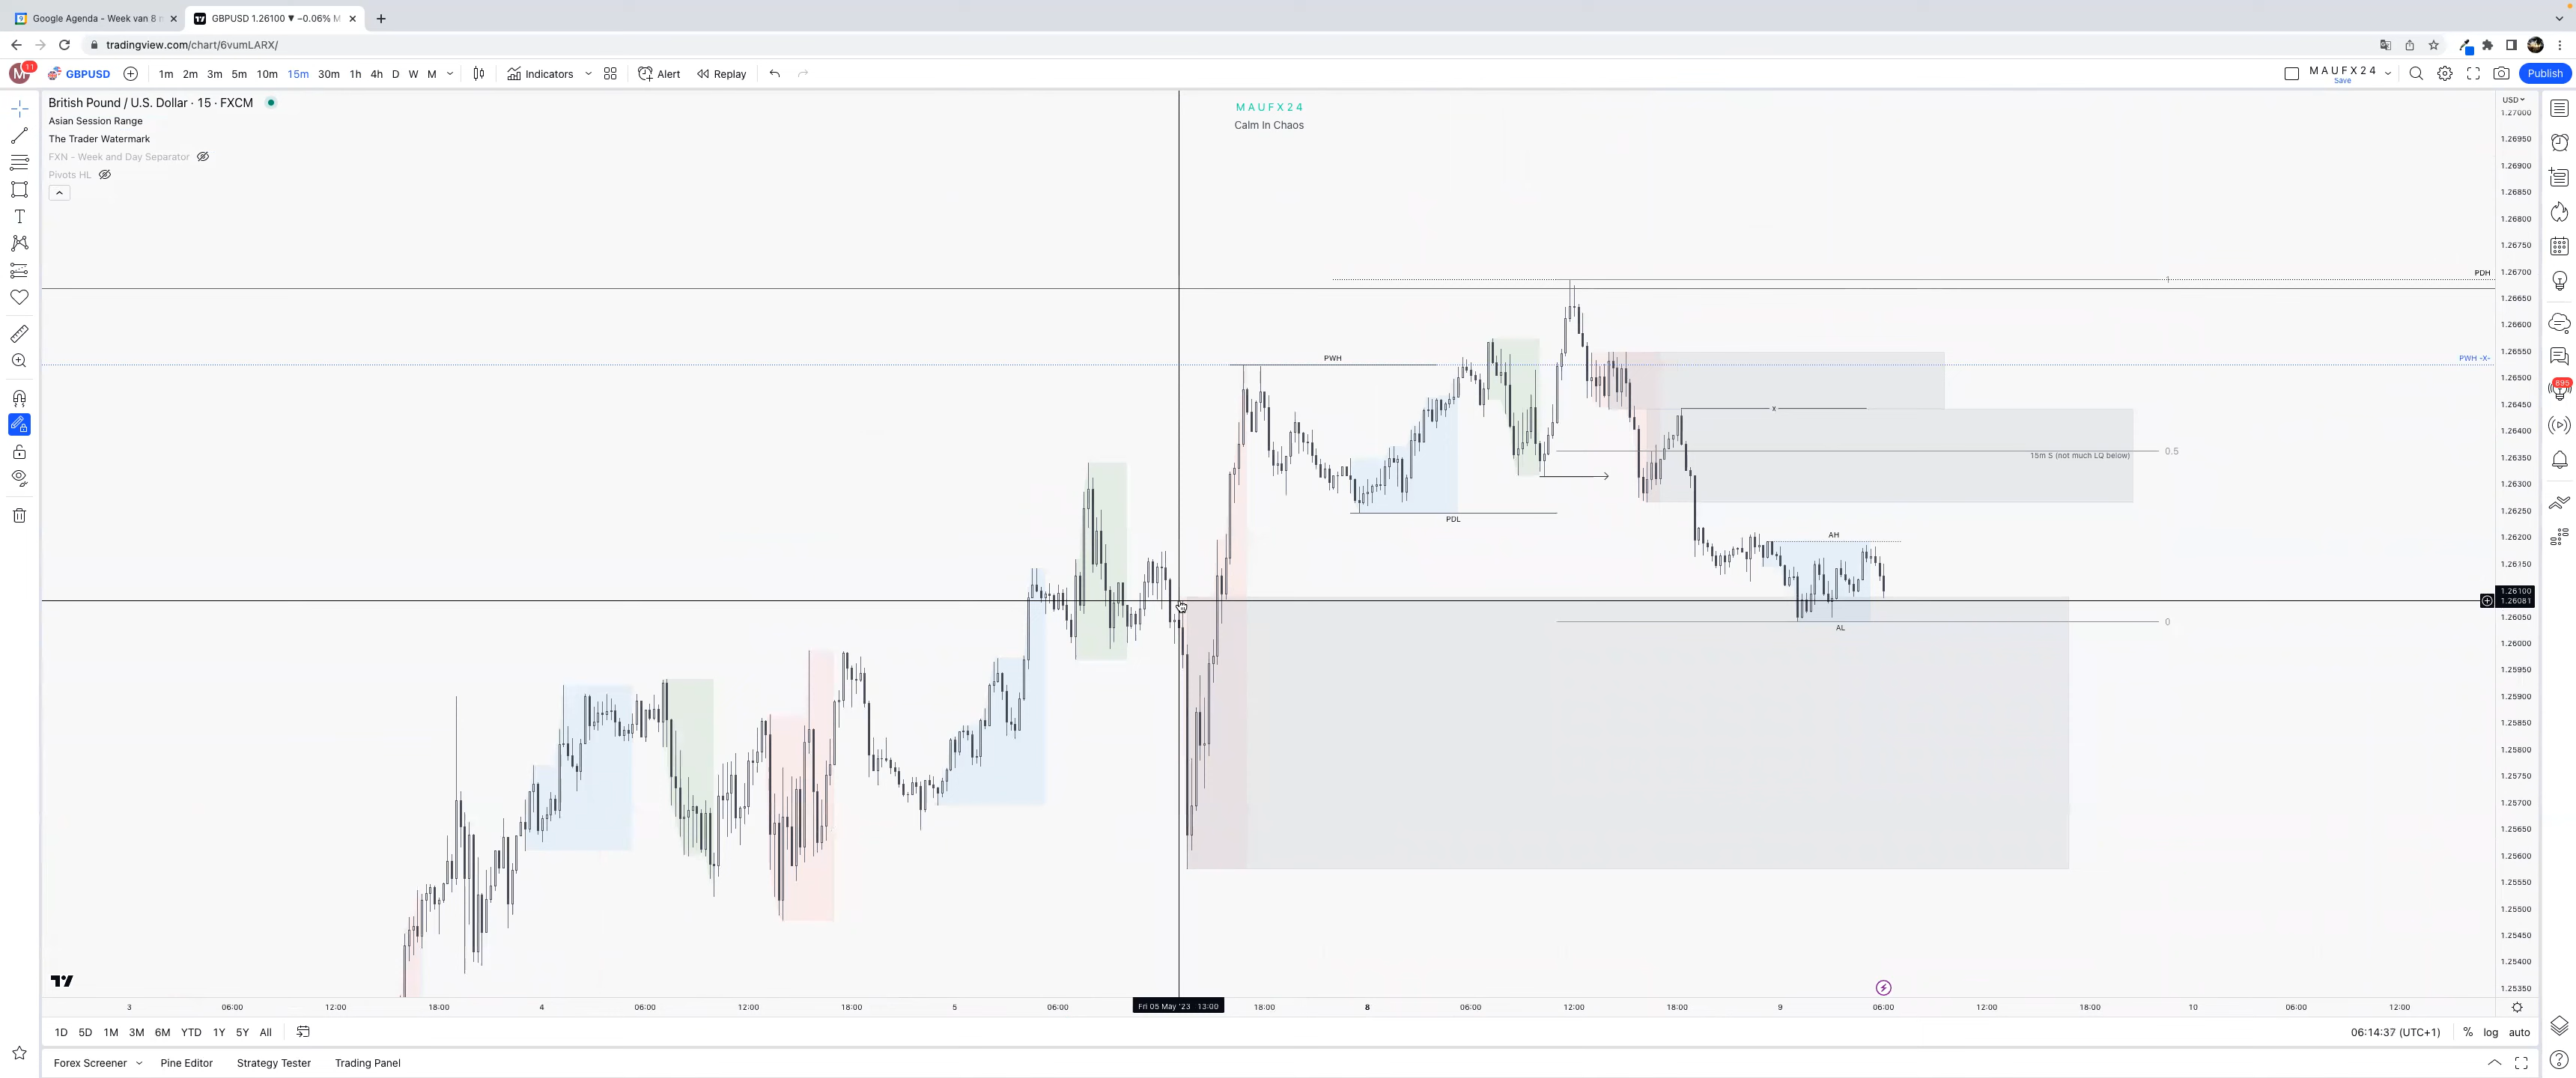 Google Agenda - Week van 8 m
GBPUSD 1.26100 ▼ −0.06% M
tradingview.com/chart/6vumLARX/
M 11 GBPUSD 1m 2m 3m 5m 10m 15m 30m 1h 4h D W M Indicators Alert Replay MAUFX24 Save Publish
British Pound / U.S. Dollar · 15 · FXCM
Asian Session Range
The Trader Watermark
FXN - Week and Day Separator
Pivots HL
MAUFX24
Calm In Chaos
USD
1.27000
1.26950
1.26900
1.26850
1.26800
1.26750
1.26700
1.26650
1.26600
1.26550
1.26500
1.26450
1.26400
1.26350
1.26300
1.26250
1.26200
1.26150
1.26100
1.26081
1.26050
1.26000
1.25950
1.25900
1.25850
1.25800
1.25750
1.25700
1.25650
1.25600
1.25550
1.25500
1.25450
1.25400
1.25350
PDH
1
PWH
PWH -X-
x
0.5
15m S (not much LQ below)
PDL
AH
AL
0
895
3 06:00 12:00 18:00 4 06:00 12:00 18:00 5 06:00 Fri 05 May '23 13:00 18:00 8 06:00 12:00 18:00 9 06:00 12:00 18:00 10 06:00 12:00
1D 5D 1M 3M 6M YTD 1Y 5Y All 06:14:37 (UTC+1) % log auto
Forex Screener Pine Editor Strategy Tester Trading Panel